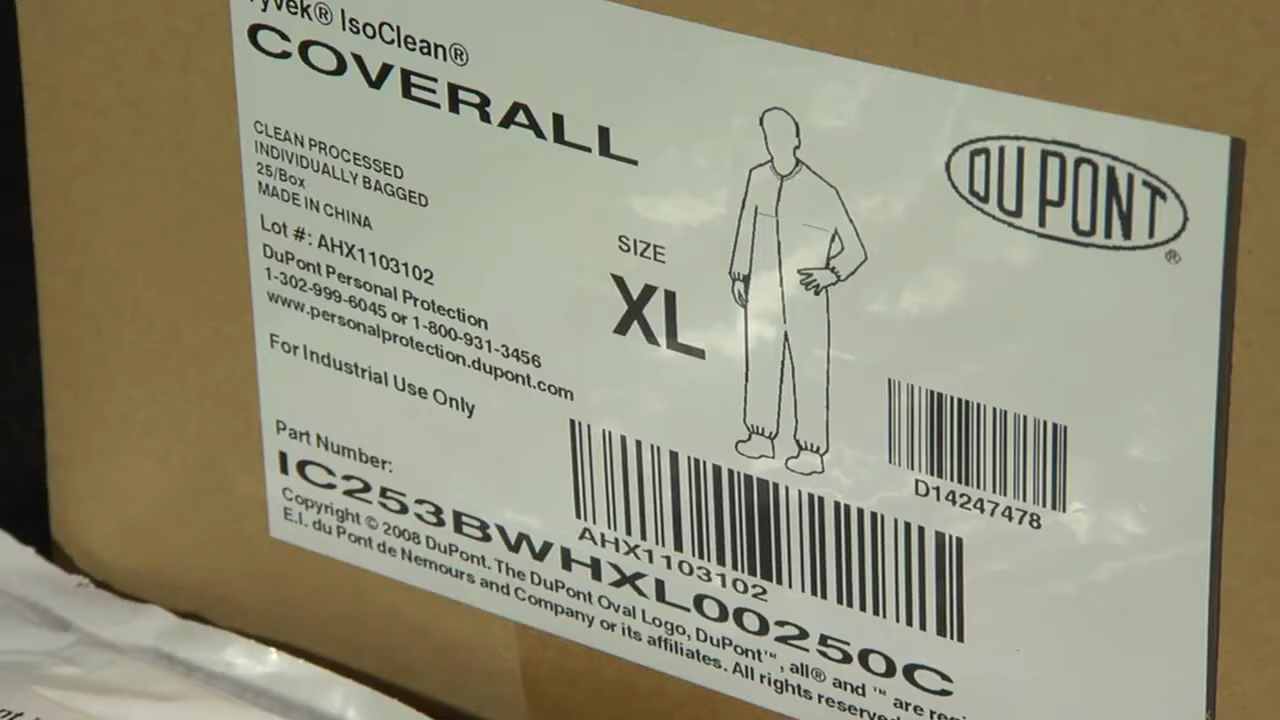 Tyvek® IsoClean®
COVERALL
CLEAN PROCESSED
INDIVIDUALLY BAGGED
25/Box
MADE IN CHINA
Lot #: AHX1103102
DuPont Personal Protection
1-302-999-6045 or 1-800-931-3456
www.personalprotection.dupont.com
For Industrial Use Only
SIZE
XL
DUPONT®
D14247478
Part Number:
IC253BWHXL00250C
AHX1103102
Copyright © 2008 DuPont. The DuPont Oval Logo, DuPont™, all® and ™ are
E.I. du Pont de Nemours and Company or its affiliates. All rights